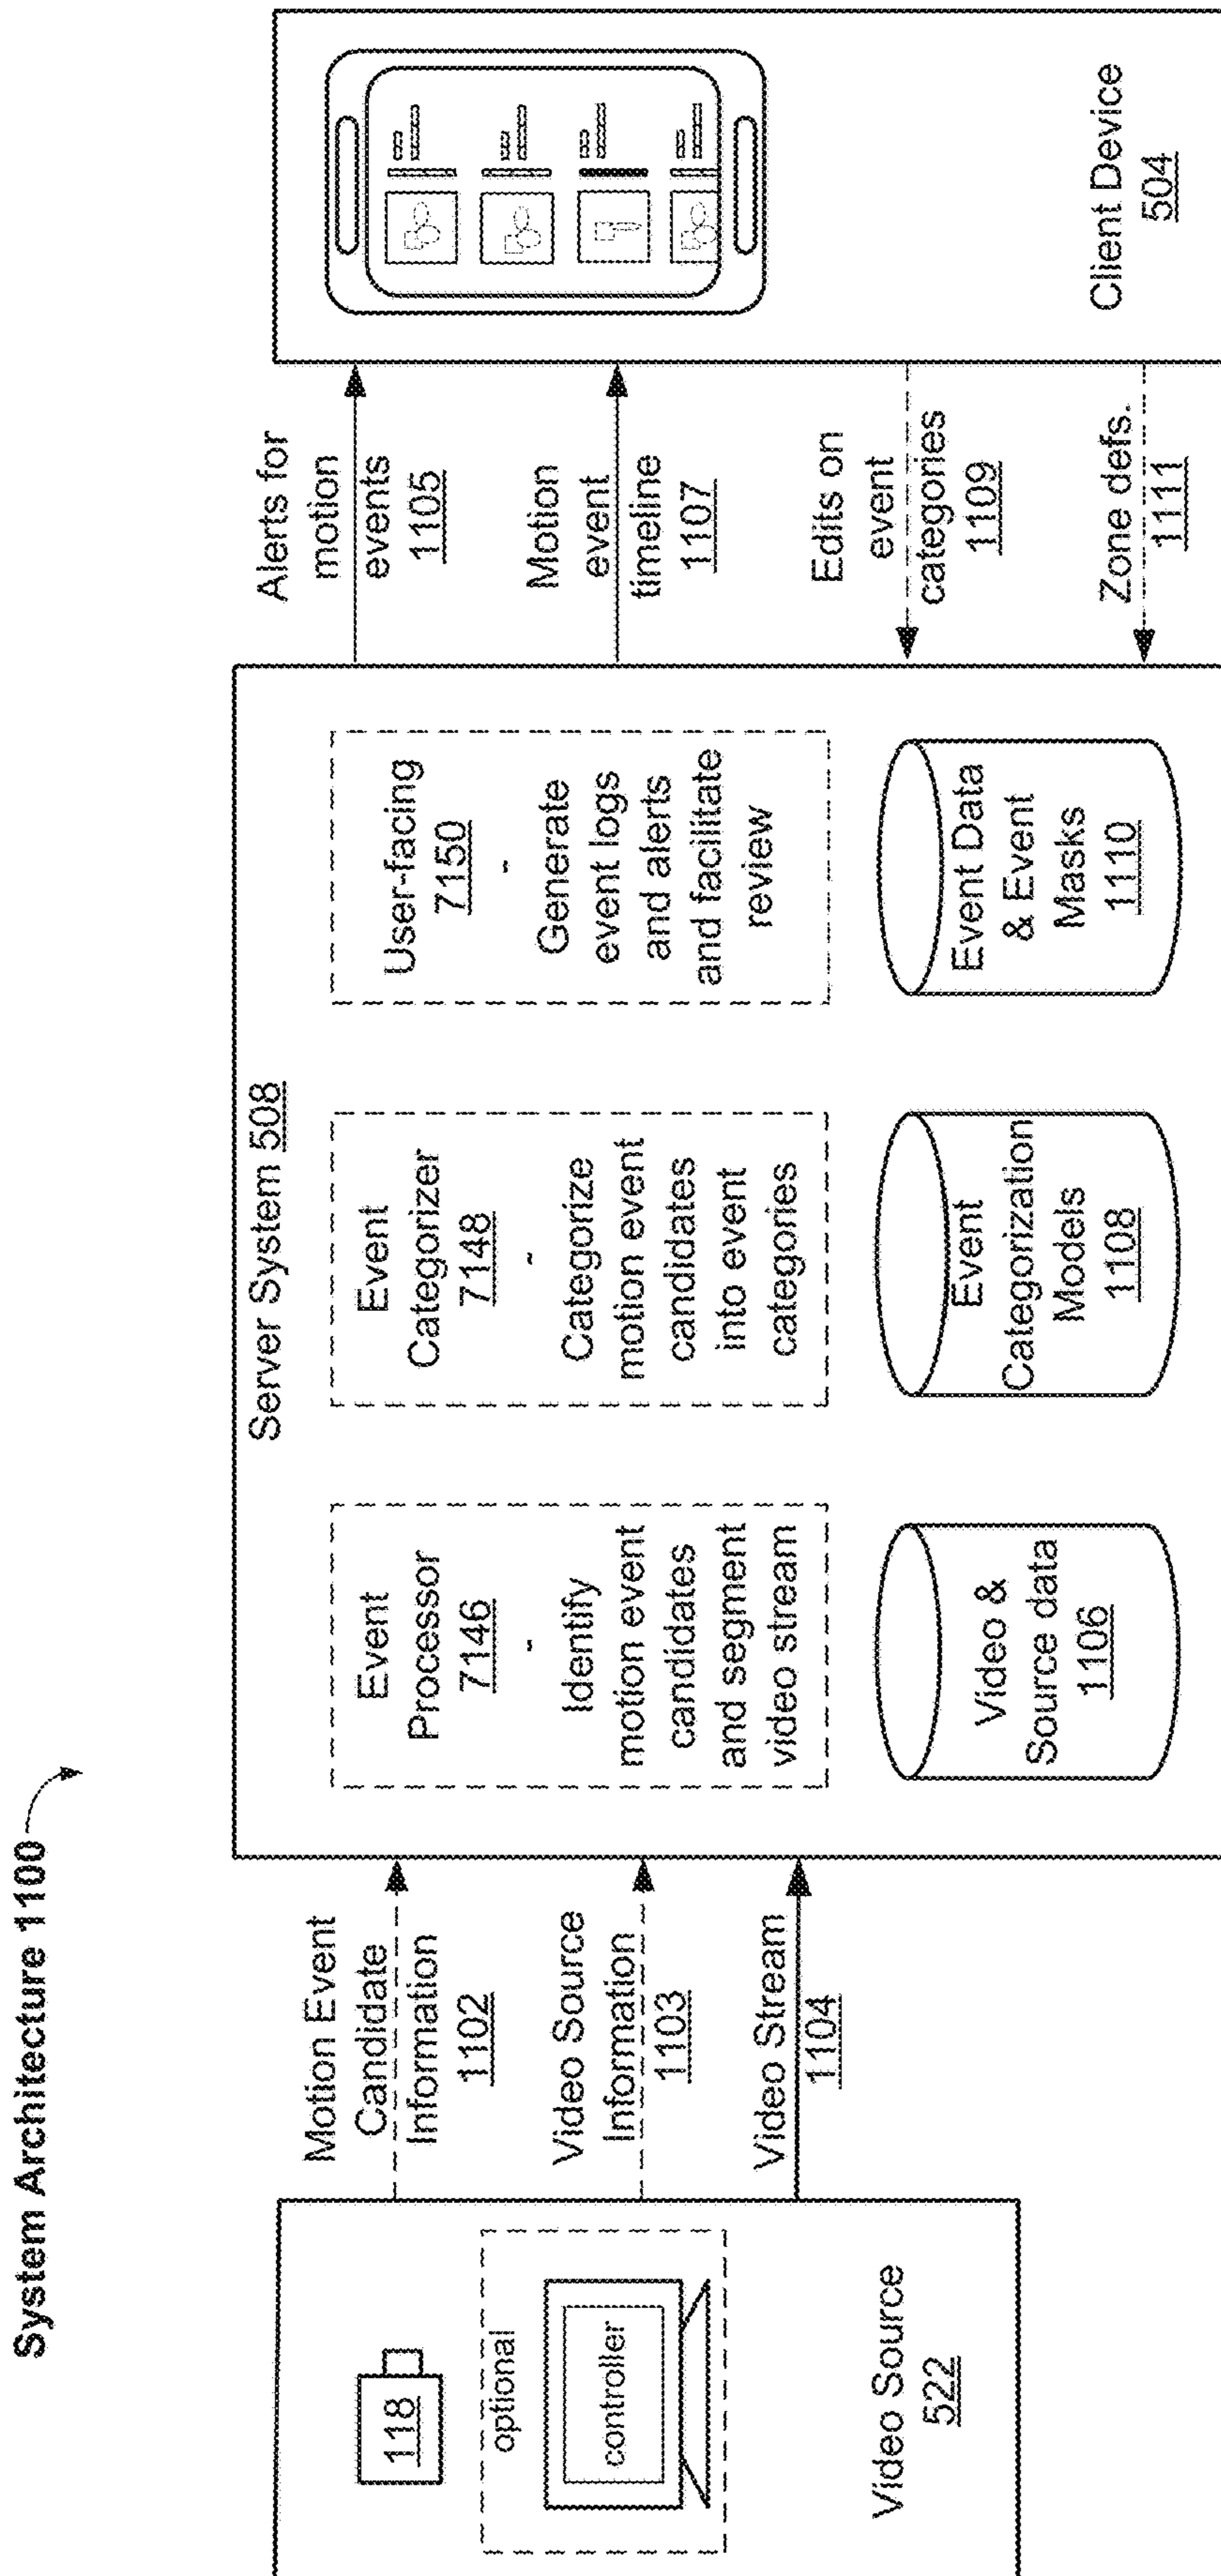 System Architecture 1100
118
optional
controller
Video Source
522
Motion Event
Candidate
Information
1102
Video Source
Information
1103
Video Stream
1104
Server System 508
Event
Processor
7146
-
Identify
motion event
candidates
and segment
video stream
Event
Categorizer
7148
-
Categorize
motion event
candidates
into event
categories
User-facing
7150
-
Generate
event logs
and alerts
and facilitate
review
Video &
Source data
1106
Event
Categorization
Models
1108
Event Data
& Event
Masks
1110
Alerts for
motion
events
1105
Motion
event
timeline
1107
Edits on
event
categories
1109
Zone defs.
1111
Client Device
504